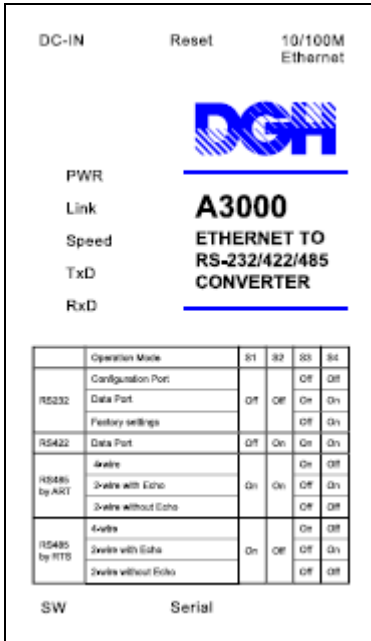 DC-IN Reset 10/100M
Ethernet
DGH
PWR
Link
Speed
TxD
RxD
A3000
ETHERNET TO
RS-232/422/485
CONVERTER
Operation Mode S1 S2 S3 S4
Configuration Port Off Off
RS232 Data Port Off Off On On
Factory settings Off On
RS422 Data Port Off On On On
4-wire On Off
RS485 by ART 2-wire with Echo On On Off On
2-wire without Echo Off Off
4-wire On Off
RS485 by RTS 2wire with Echo On Off Off On
2wire without Echo Off Off
SW Serial